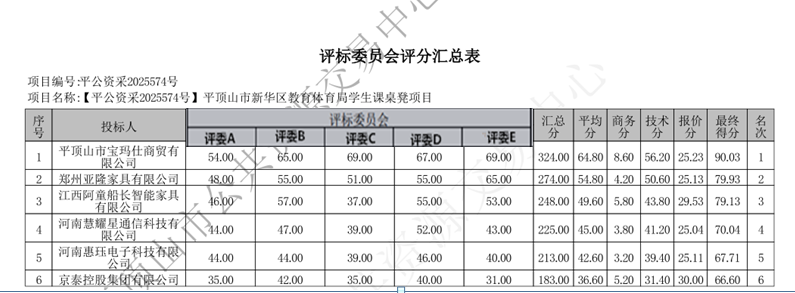 评标委员会评分汇总表
项目编号:平公资采2025574号
项目名称:【平公资采2025574号】平顶山市新华区教育体育局学生课桌凳项目
序号 投标人 评标委员会 汇总分 平均分 商务分 技术分 报价分 最终得分 名次
评委A 评委B 评委C 评委D 评委E
1 平顶山市宝玛仕商贸有限公司 54.00 65.00 69.00 67.00 69.00 324.00 64.80 8.60 56.20 25.23 90.03 1
2 郑州亚隆家具有限公司 48.00 55.00 51.00 55.00 65.00 274.00 54.80 4.20 50.60 25.13 79.93 2
3 江西阿童船长智能家具有限公司 46.00 57.00 37.00 55.00 53.00 248.00 49.60 5.80 43.80 29.53 79.13 3
4 河南慧耀星通信科技有限公司 44.00 47.00 39.00 52.00 43.00 225.00 45.00 3.80 41.20 25.04 70.04 4
5 河南惠珏电子科技有限公司 44.00 44.00 39.00 46.00 40.00 213.00 42.60 3.20 39.40 25.11 67.71 5
6 京泰控股集团有限公司 35.00 42.00 35.00 40.00 31.00 183.00 36.60 5.20 31.40 30.00 66.60 6